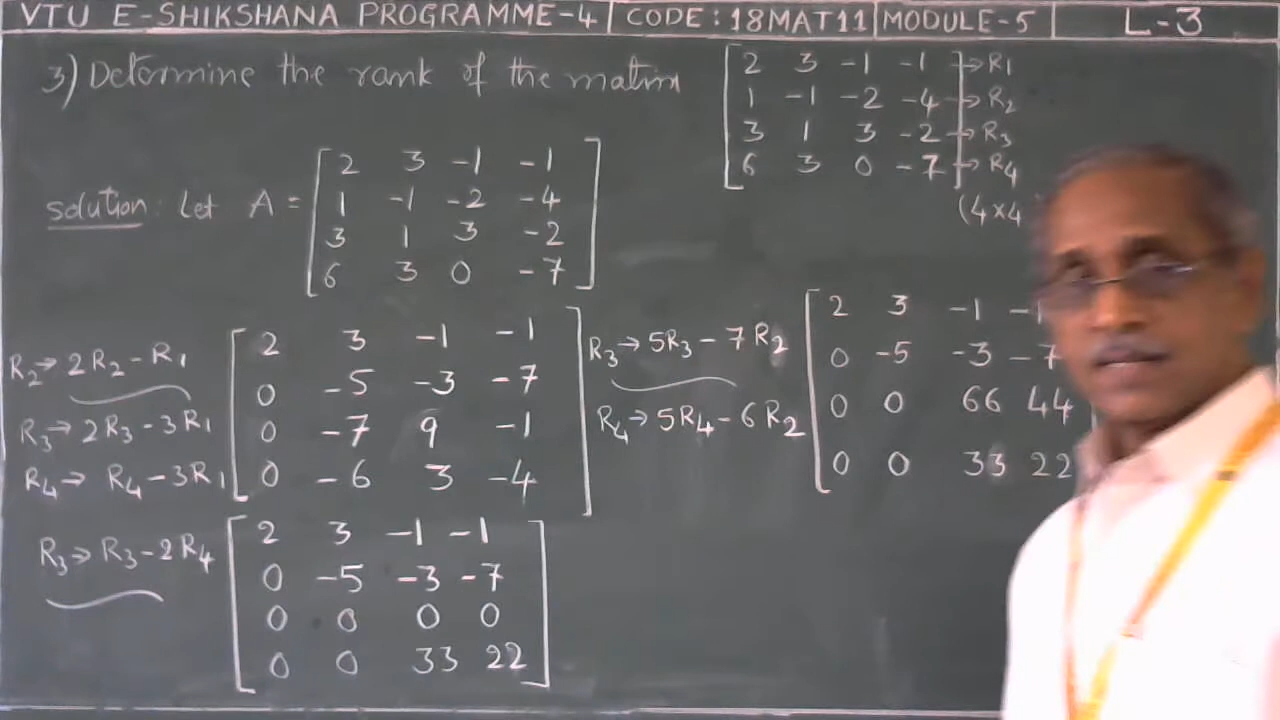 VTU E-SHIKSHANA PROGRAMME-4 CODE: 18MAT11 MODULE-5 L-3
3) Determine the rank of the matrix
2 3 -1 -1 → R1
1 -1 -2 -4 → R2
3 1 3 -2 → R3
6 3 0 -7 → R4
(4×4
Solution: Let A =
2 3 -1 -1
1 -1 -2 -4
3 1 3 -2
6 3 0 -7
R2→2R2-R1
R3→2R3-3R1
R4→ R4-3R1
2 3 -1 -1
0 -5 -3 -7
0 -7 9 -1
0 -6 3 -4
R3→5R3-7R2
R4→5R4-6R2
2 3 -1
0 -5 -3 -7
0 0 66 44
0 0 33 22
R3→R3-2R4
2 3 -1 -1
0 -5 -3 -7
0 0 0 0
0 0 33 22